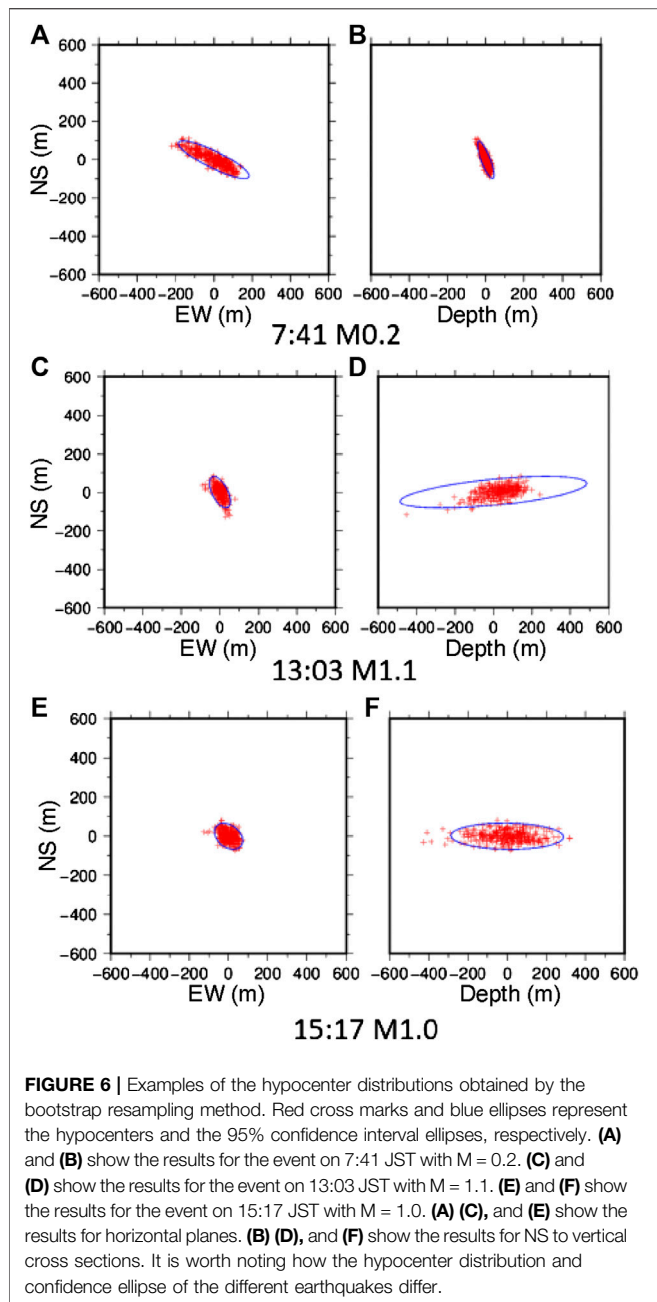 A
B
600
400
200
0
−200
−400
−600
NS (m)
−600−400−200 0 200 400 600
EW (m)
−600−400−200 0 200 400 600
Depth (m)
7:41 M0.2
C
D
600
400
200
0
−200
−400
−600
NS (m)
−600−400−200 0 200 400 600
EW (m)
−600−400−200 0 200 400 600
Depth (m)
13:03 M1.1
E
F
600
400
200
0
−200
−400
−600
NS (m)
−600−400−200 0 200 400 600
EW (m)
−600−400−200 0 200 400 600
Depth (m)
15:17 M1.0
FIGURE 6 | Examples of the hypocenter distributions obtained by the
bootstrap resampling method. Red cross marks and blue ellipses represent
the hypocenters and the 95% confidence interval ellipses, respectively. (A)
and (B) show the results for the event on 7:41 JST with M = 0.2. (C) and
(D) show the results for the event on 13:03 JST with M = 1.1. (E) and (F) show
the results for the event on 15:17 JST with M = 1.0. (A) (C), and (E) show the
results for horizontal planes. (B) (D), and (F) show the results for NS to vertical
cross sections. It is worth noting how the hypocenter distribution and
confidence ellipse of the different earthquakes differ.